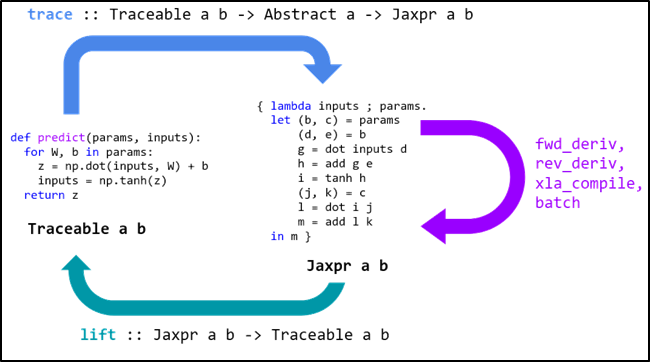 trace :: Traceable a b -> Abstract a -> Jaxpr a b
def predict(params, inputs):
  for W, b in params:
    z = np.dot(inputs, W) + b
    inputs = np.tanh(z)
  return z
Traceable a b
{ lambda inputs ; params.
  let (b, c) = params
      (d, e) = b
      g = dot inputs d
      h = add g e
      i = tanh h
      (j, k) = c
      l = dot i j
      m = add l k
  in m }
Jaxpr a b
fwd_deriv,
rev_deriv,
xla_compile,
batch
lift :: Jaxpr a b -> Traceable a b